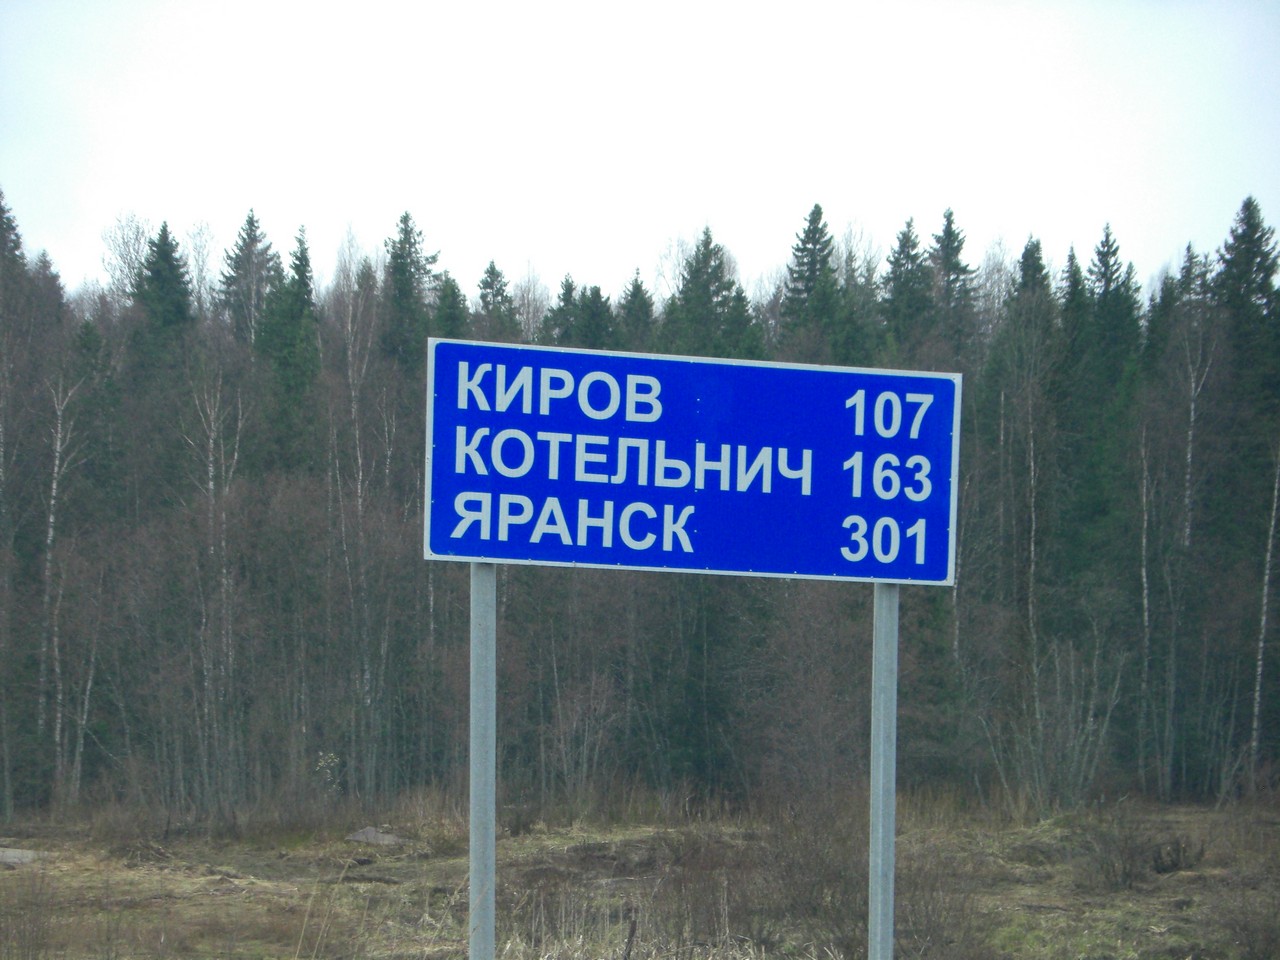 КИРОВ 107
КОТЕЛЬНИЧ 163
ЯРАНСК 301